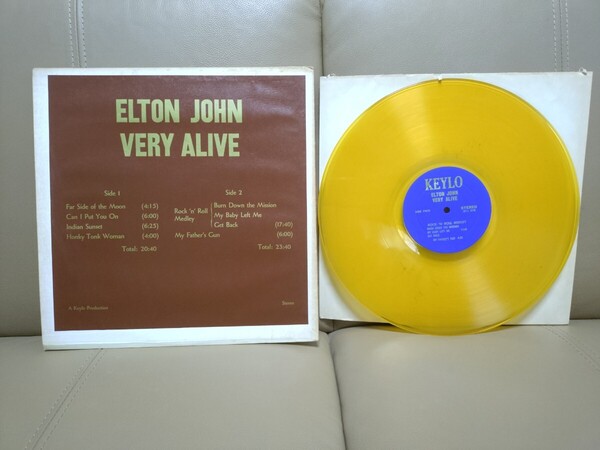 ELTON JOHN
VERY ALIVE
Side 1
Far Side of the Moon (4:15)
Can I Put You On (6:00)
Indian Sunset (6:25)
Honky Tonk Woman (4:00)
Total: 20:40
Side 2
Rock 'n' Roll
Medley
Burn Down the Mission
My Baby Left Me
Get Back (17:40)
My Father's Gun (6:00)
Total: 23:40
A Keylo Production
Stereo
KEYLO
ELTON JOHN
VERY ALIVE
STEREO